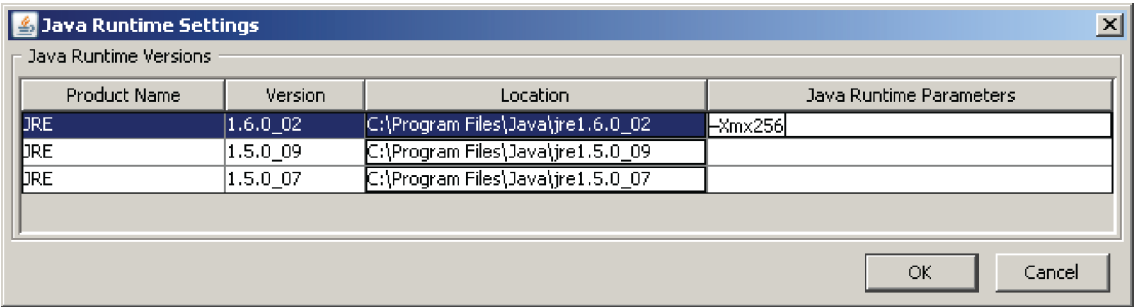 Java Runtime Settings
Java Runtime Versions
Product Name Version Location Java Runtime Parameters
JRE 1.6.0_02 C:\Program Files\Java\jre1.6.0_02 –Xmx256
JRE 1.5.0_09 C:\Program Files\Java\jre1.5.0_09
JRE 1.5.0_07 C:\Program Files\Java\jre1.5.0_07
OK Cancel